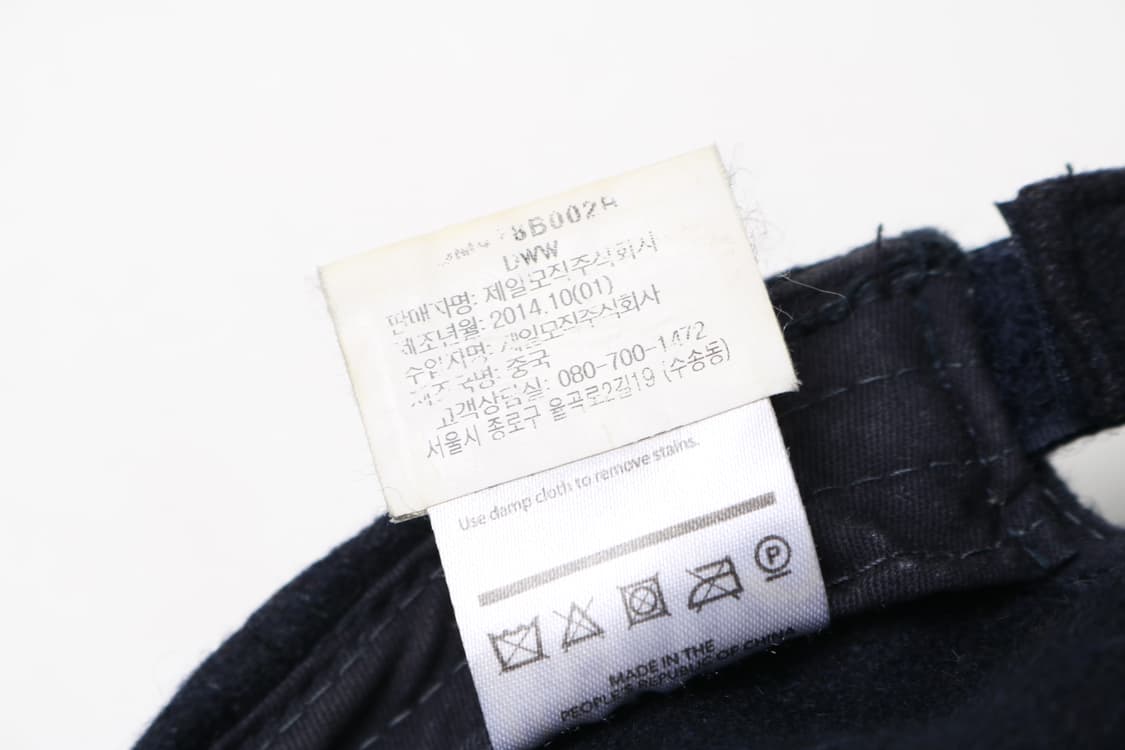 8B002H
DWW
판매자명: 제일모직주식회사
제조년월: 2014.10(01)
수입자명: 제일모직주식회사
제조국명: 중국
고객상담실: 080-700-1472
서울시 종로구 율곡로2길19 (수송동)
Use damp cloth to remove stains.
P
MADE IN THE
PEOPLE'S REPUBLIC OF CHINA